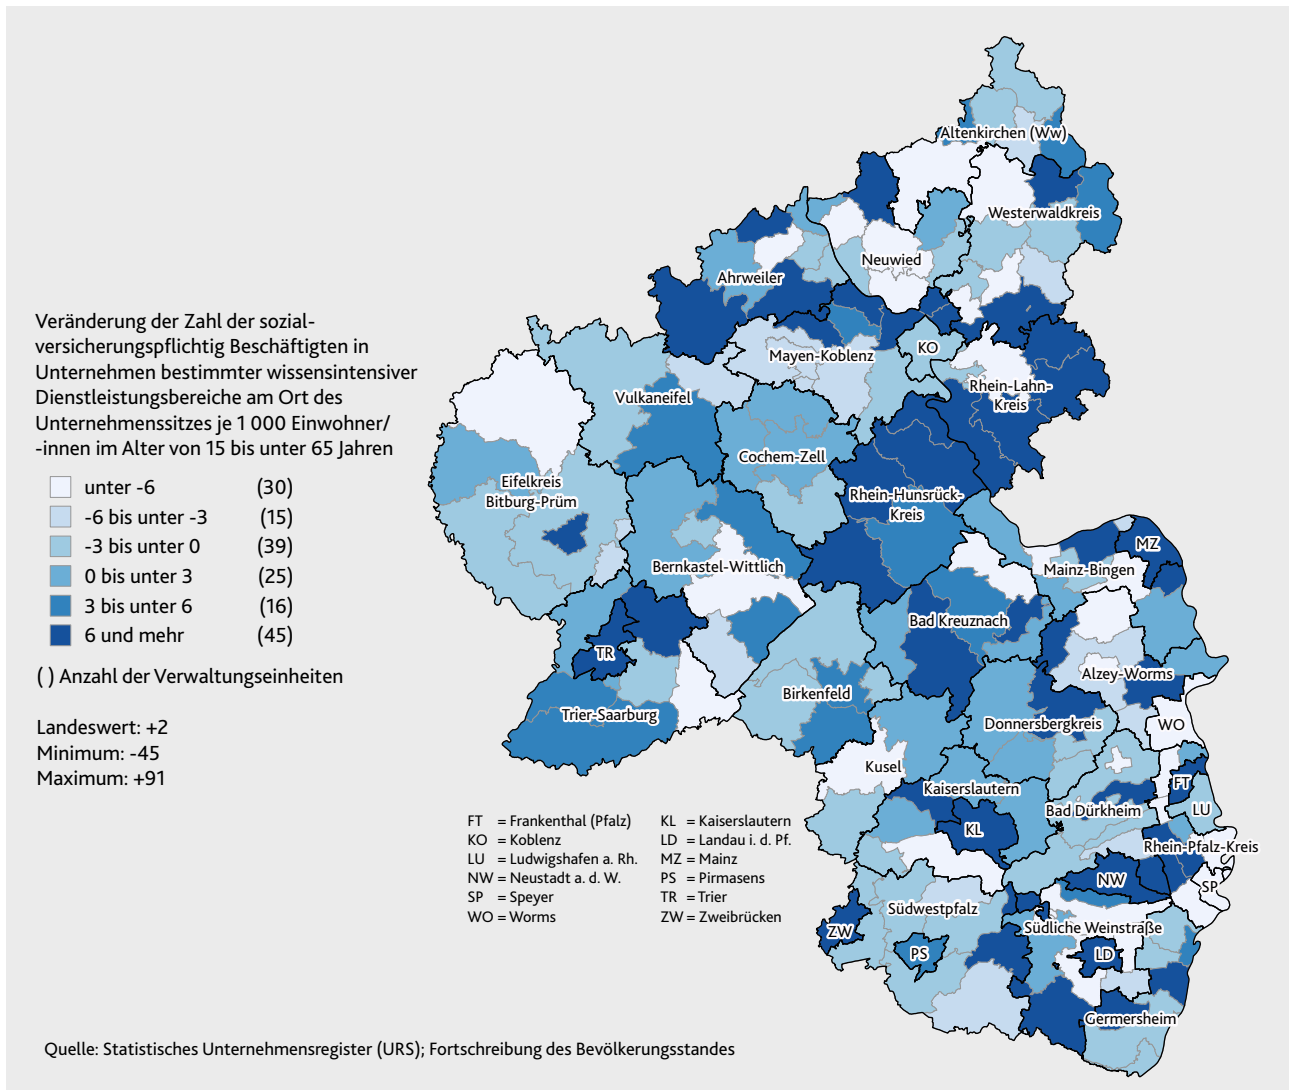 Altenkirchen (Ww)
Westerwaldkreis
Neuwied
Ahrweiler
KO
Mayen-Koblenz
Rhein-Lahn-
Kreis
Vulkaneifel
Cochem-Zell
Eifelkreis
Bitburg-Prüm
Rhein-Hunsrück-
Kreis
MZ
Mainz-Bingen
Bernkastel-Wittlich
Bad Kreuznach
TR
Alzey-Worms
Birkenfeld
Trier-Saarburg
Donnersbergkreis
WO
Kusel
FT
Kaiserslautern
LU
Bad Dürkheim
KL
Rhein-Pfalz-Kreis
NW
SP
Südwestpfalz
Südliche Weinstraße
ZW
PS
LD
Germersheim
Veränderung der Zahl der sozial-
versicherungspflichtig Beschäftigten in
Unternehmen bestimmter wissensintensiver
Dienstleistungsbereiche am Ort des
Unternehmenssitzes je 1 000 Einwohner/
-innen im Alter von 15 bis unter 65 Jahren
unter -6 (30)
-6 bis unter -3 (15)
-3 bis unter 0 (39)
0 bis unter 3 (25)
3 bis unter 6 (16)
6 und mehr (45)
( ) Anzahl der Verwaltungseinheiten
Landeswert: +2
Minimum: -45
Maximum: +91
FT = Frankenthal (Pfalz) KL = Kaiserslautern
KO = Koblenz LD = Landau i. d. Pf.
LU = Ludwigshafen a. Rh. MZ = Mainz
NW = Neustadt a. d. W. PS = Pirmasens
SP = Speyer TR = Trier
WO = Worms ZW = Zweibrücken
Quelle: Statistisches Unternehmensregister (URS); Fortschreibung des Bevölkerungsstandes